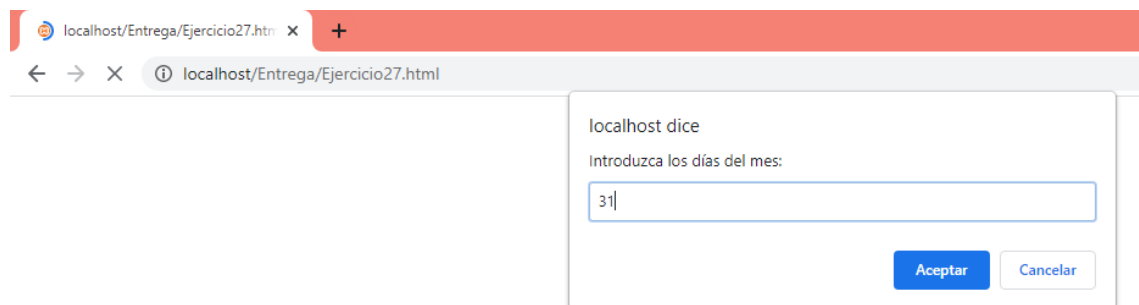 localhost/Entrega/Ejercicio27.htm
localhost/Entrega/Ejercicio27.html
localhost dice
Introduzca los días del mes:
31
Aceptar Cancelar